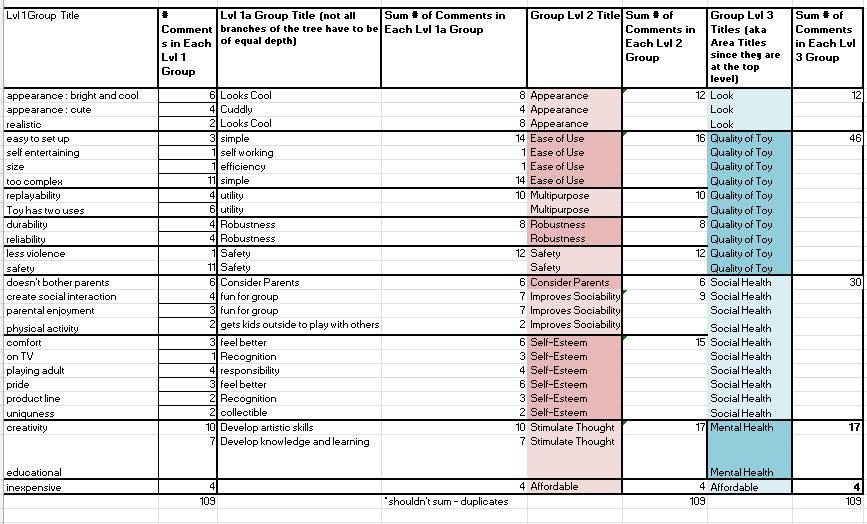 Lvl 1 Group Title | # Comments in Each Lvl 1 Group | Lvl 1a Group Title (not all branches of the tree have to be of equal depth) | Sum # of Comments in Each Lvl 1a Group | Group Lvl 2 Title | Sum # of Comments in Each Lvl 2 Group | Group Lvl 3 Titles (aka Area Titles since they are at the top level) | Sum # of Comments in Each Lvl 3 Group
appearance : bright and cool | 6 | Looks Cool | 8 | Appearance | 12 | Look | 12
appearance : cute | 4 | Cuddly | 4 | Appearance | Look
realistic | 2 | Looks Cool | 8 | Appearance | Look
easy to set up | 3 | simple | 14 | Ease of Use | 16 | Quality of Toy | 46
self entertaining | 1 | self working | 1 | Ease of Use | Quality of Toy
size | 1 | efficiency | 1 | Ease of Use | Quality of Toy
too complex | 11 | simple | 14 | Ease of Use | Quality of Toy
replayability | 4 | utility | 10 | Multipurpose | 10 | Quality of Toy
Toy has two uses | 6 | utility | Multipurpose | Quality of Toy
durability | 4 | Robustness | 8 | Robustness | 8 | Quality of Toy
reliability | 4 | Robustness | Robustness | Quality of Toy
less violence | 1 | Safety | 12 | Safety | 12 | Quality of Toy
safety | 11 | Safety | Safety | Quality of Toy
doesn't bother parents | 6 | Consider Parents | 6 | Consider Parents | 6 | Social Health | 30
create social interaction | 4 | fun for group | 7 | Improves Sociability | 9 | Social Health
parental enjoyment | 3 | fun for group | 7 | Improves Sociability | Social Health
physical activity | 2 | gets kids outside to play with others | 2 | Improves Sociability | Social Health
comfort | 3 | feel better | 6 | Self-Esteem | 15 | Social Health
on TV | 1 | Recognition | 3 | Self-Esteem | Social Health
playing adult | 4 | responsibility | 4 | Self-Esteem | Social Health
pride | 3 | feel better | 6 | Self-Esteem | Social Health
product line | 2 | Recognition | 3 | Self-Esteem | Social Health
uniquness | 2 | collectible | 2 | Self-Esteem | Social Health
creativity | 10 | Develop artistic skills | 10 | Stimulate Thought | 17 | Mental Health | 17
educational | 7 | Develop knowledge and learning | 7 | Stimulate Thought | Mental Health
inexpensive | 4 | 4 | Affordable | 4 | Affordable | 4
109 | *shouldn't sum - duplicates | 109 | 109